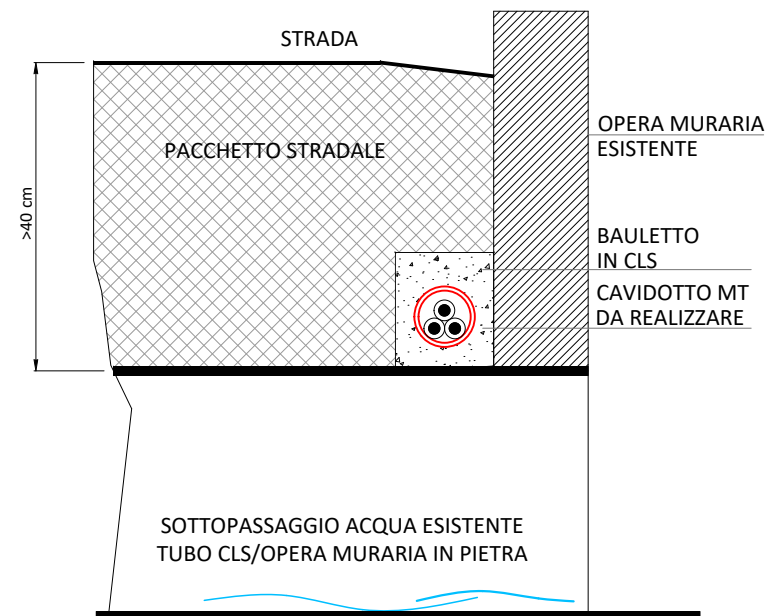 STRADA
PACCHETTO STRADALE
>40 cm
OPERA MURARIA
ESISTENTE
BAULETTO
IN CLS
CAVIDOTTO MT
DA REALIZZARE
SOTTOPASSAGGIO ACQUA ESISTENTE
TUBO CLS/OPERA MURARIA IN PIETRA